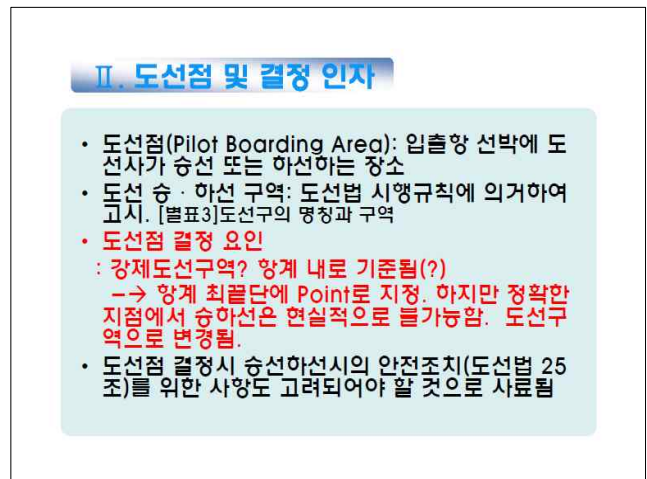 Ⅱ. 도선점 및 결정 인자
• 도선점(Pilot Boarding Area): 입출항 선박에 도
선사가 승선 또는 하선하는 장소
• 도선 승 · 하선 구역: 도선법 시행규칙에 의거하여
고시. [별표3]도선구의 명칭과 구역
• 도선점 결정 요인
: 강제도선구역? 항계 내로 기준됨(?)
–→ 항계 최끝단에 Point로 지정. 하지만 정확한
지점에서 승하선은 현실적으로 불가능함. 도선구
역으로 변경됨.
• 도선점 결정시 승선하선시의 안전조치(도선법 25
조)를 위한 사항도 고려되어야 할 것으로 사료됨